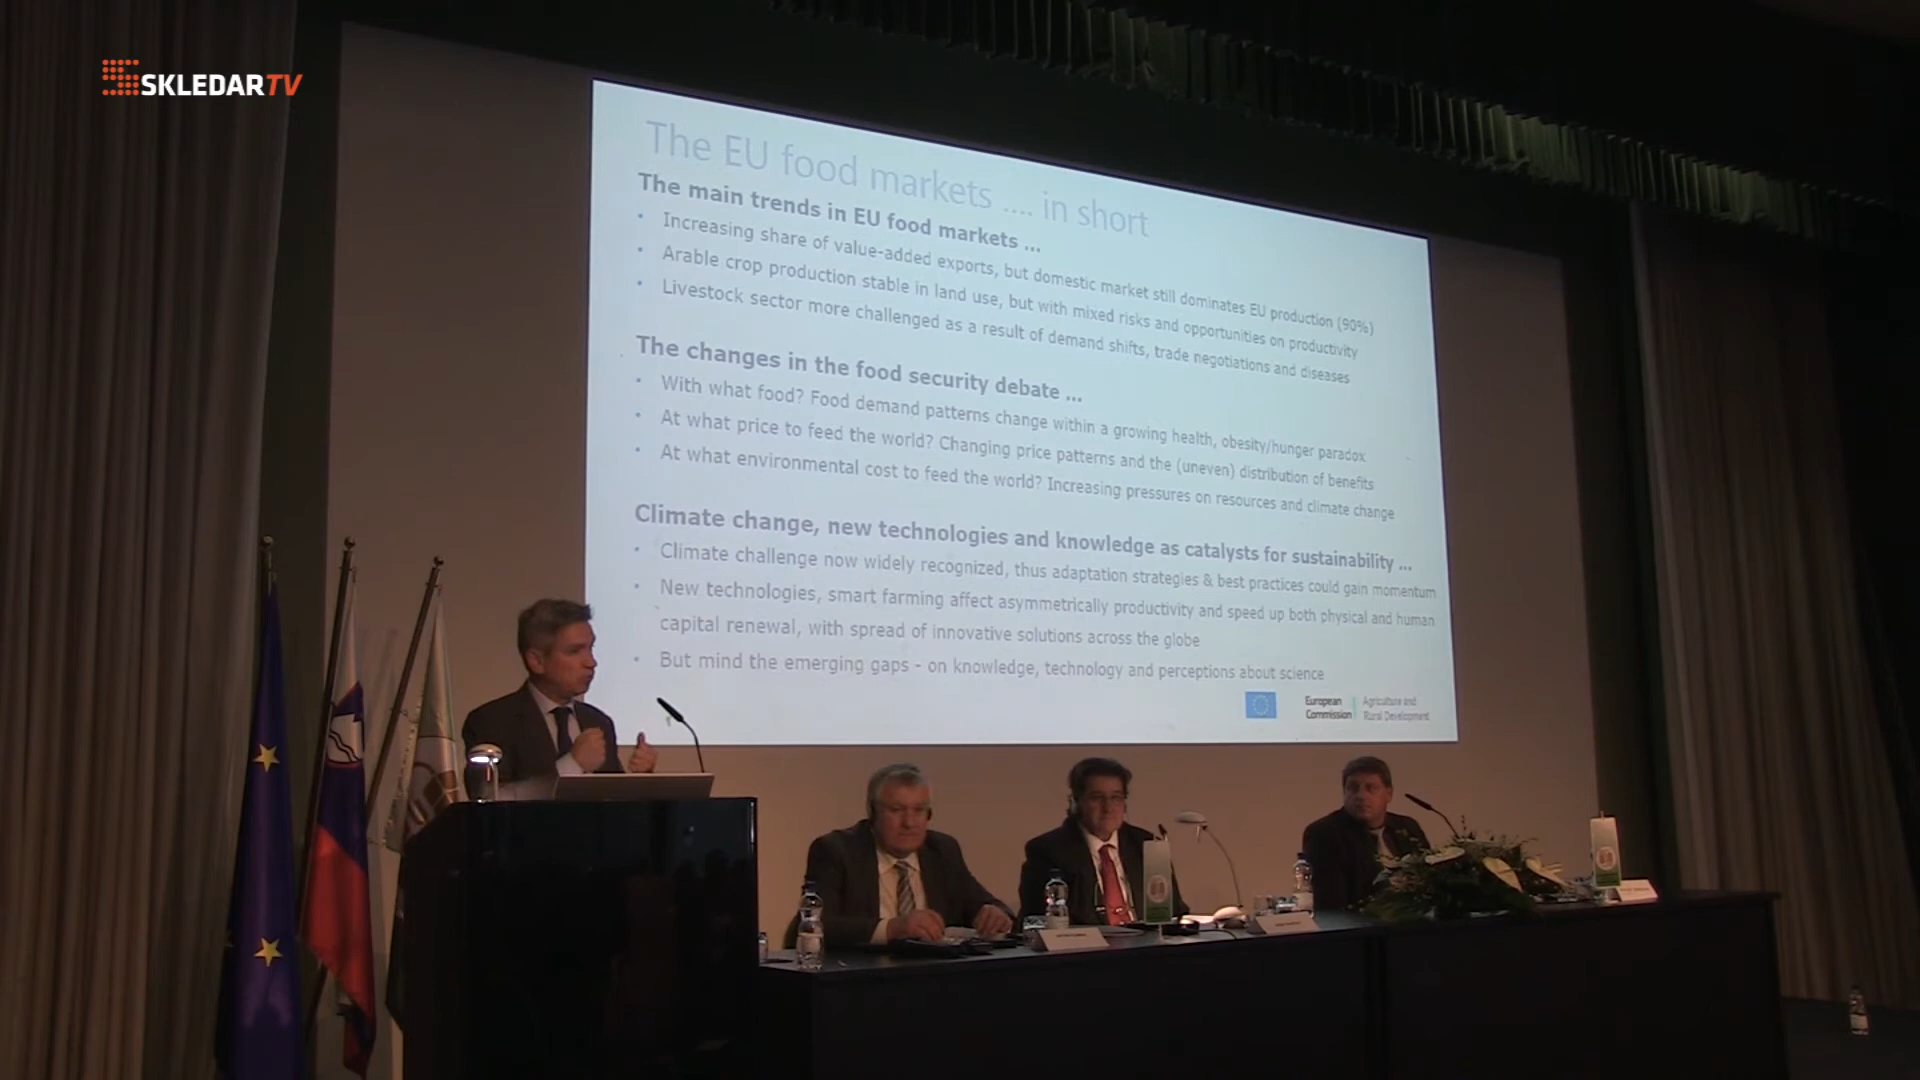 SKLEDARTV
The EU food markets .... in short
The main trends in EU food markets ...
• Increasing share of value-added exports, but domestic market still dominates EU production (90%)
• Arable crop production stable in land use, but with mixed risks and opportunities on productivity
• Livestock sector more challenged as a result of demand shifts, trade negotiations and diseases
The changes in the food security debate ...
• With what food? Food demand patterns change within a growing health, obesity/hunger paradox
• At what price to feed the world? Changing price patterns and the (uneven) distribution of benefits
• At what environmental cost to feed the world? Increasing pressures on resources and climate change
Climate change, new technologies and knowledge as catalysts for sustainability ...
• Climate challenge now widely recognized, thus adaptation strategies & best practices could gain momentum
• New technologies, smart farming affect asymmetrically productivity and speed up both physical and human
capital renewal, with spread of innovative solutions across the globe
• But mind the emerging gaps - on knowledge, technology and perceptions about science
European
Commission
Agriculture and
Rural Development